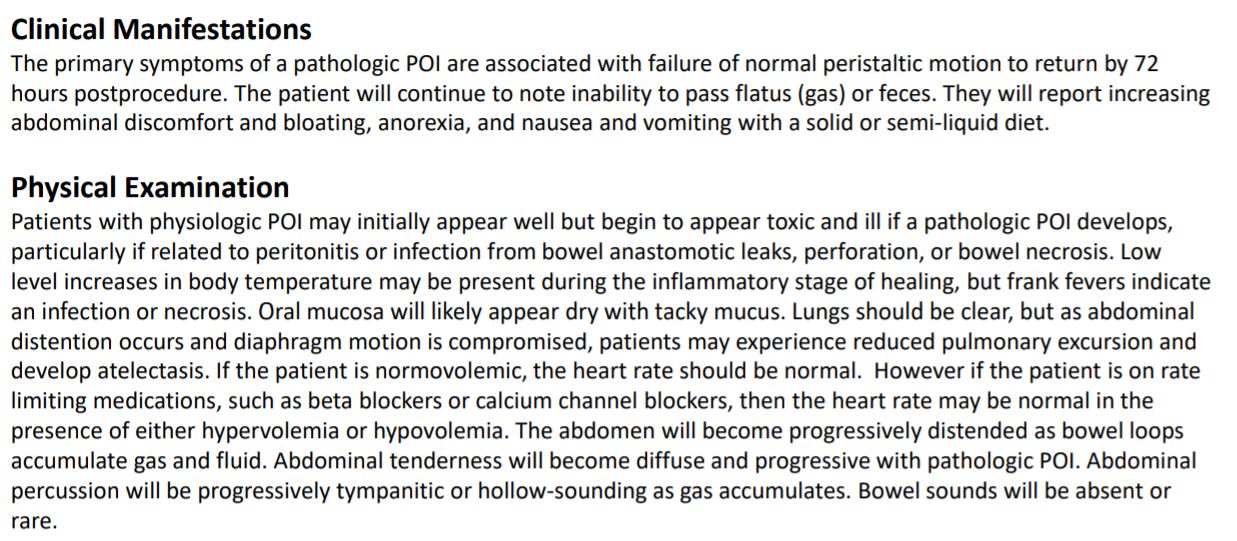 Clinical Manifestations
The primary symptoms of a pathologic POI are associated with failure of normal peristaltic motion to return by 72
hours postprocedure. The patient will continue to note inability to pass flatus (gas) or feces. They will report increasing
abdominal discomfort and bloating, anorexia, and nausea and vomiting with a solid or semi-liquid diet.
Physical Examination
Patients with physiologic POI may initially appear well but begin to appear toxic and ill if a pathologic POI develops,
particularly if related to peritonitis or infection from bowel anastomotic leaks, perforation, or bowel necrosis. Low
level increases in body temperature may be present during the inflammatory stage of healing, but frank fevers indicate
an infection or necrosis. Oral mucosa will likely appear dry with tacky mucus. Lungs should be clear, but as abdominal
distention occurs and diaphragm motion is compromised, patients may experience reduced pulmonary excursion and
develop atelectasis. If the patient is normovolemic, the heart rate should be normal.  However if the patient is on rate
limiting medications, such as beta blockers or calcium channel blockers, then the heart rate may be normal in the
presence of either hypervolemia or hypovolemia. The abdomen will become progressively distended as bowel loops
accumulate gas and fluid. Abdominal tenderness will become diffuse and progressive with pathologic POI. Abdominal
percussion will be progressively tympanitic or hollow-sounding as gas accumulates. Bowel sounds will be absent or
rare.